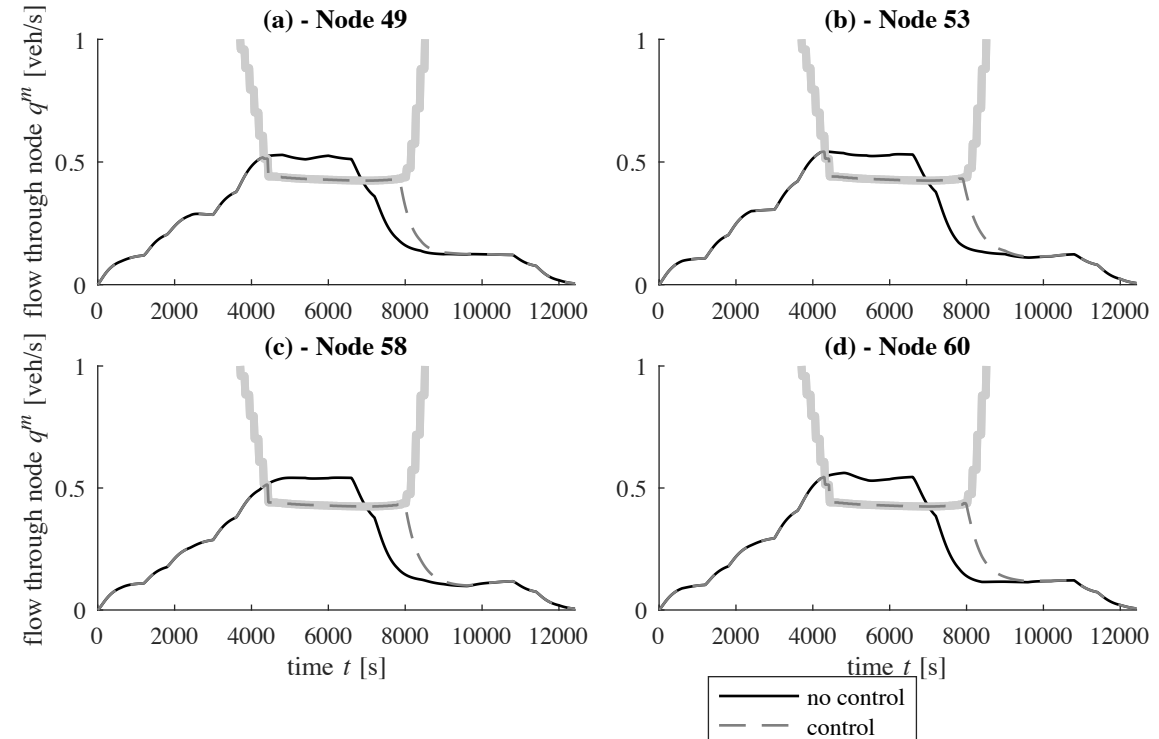 (a) - Node 49
flow through node q^m [veh/s]
1
0.5
0
0 2000 4000 6000 8000 10000 12000
(b) - Node 53
1
0.5
0
0 2000 4000 6000 8000 10000 12000
(c) - Node 58
flow through node q^m [veh/s]
1
0.5
0
0 2000 4000 6000 8000 10000 12000
time t [s]
(d) - Node 60
1
0.5
0
0 2000 4000 6000 8000 10000 12000
time t [s]
no control
control